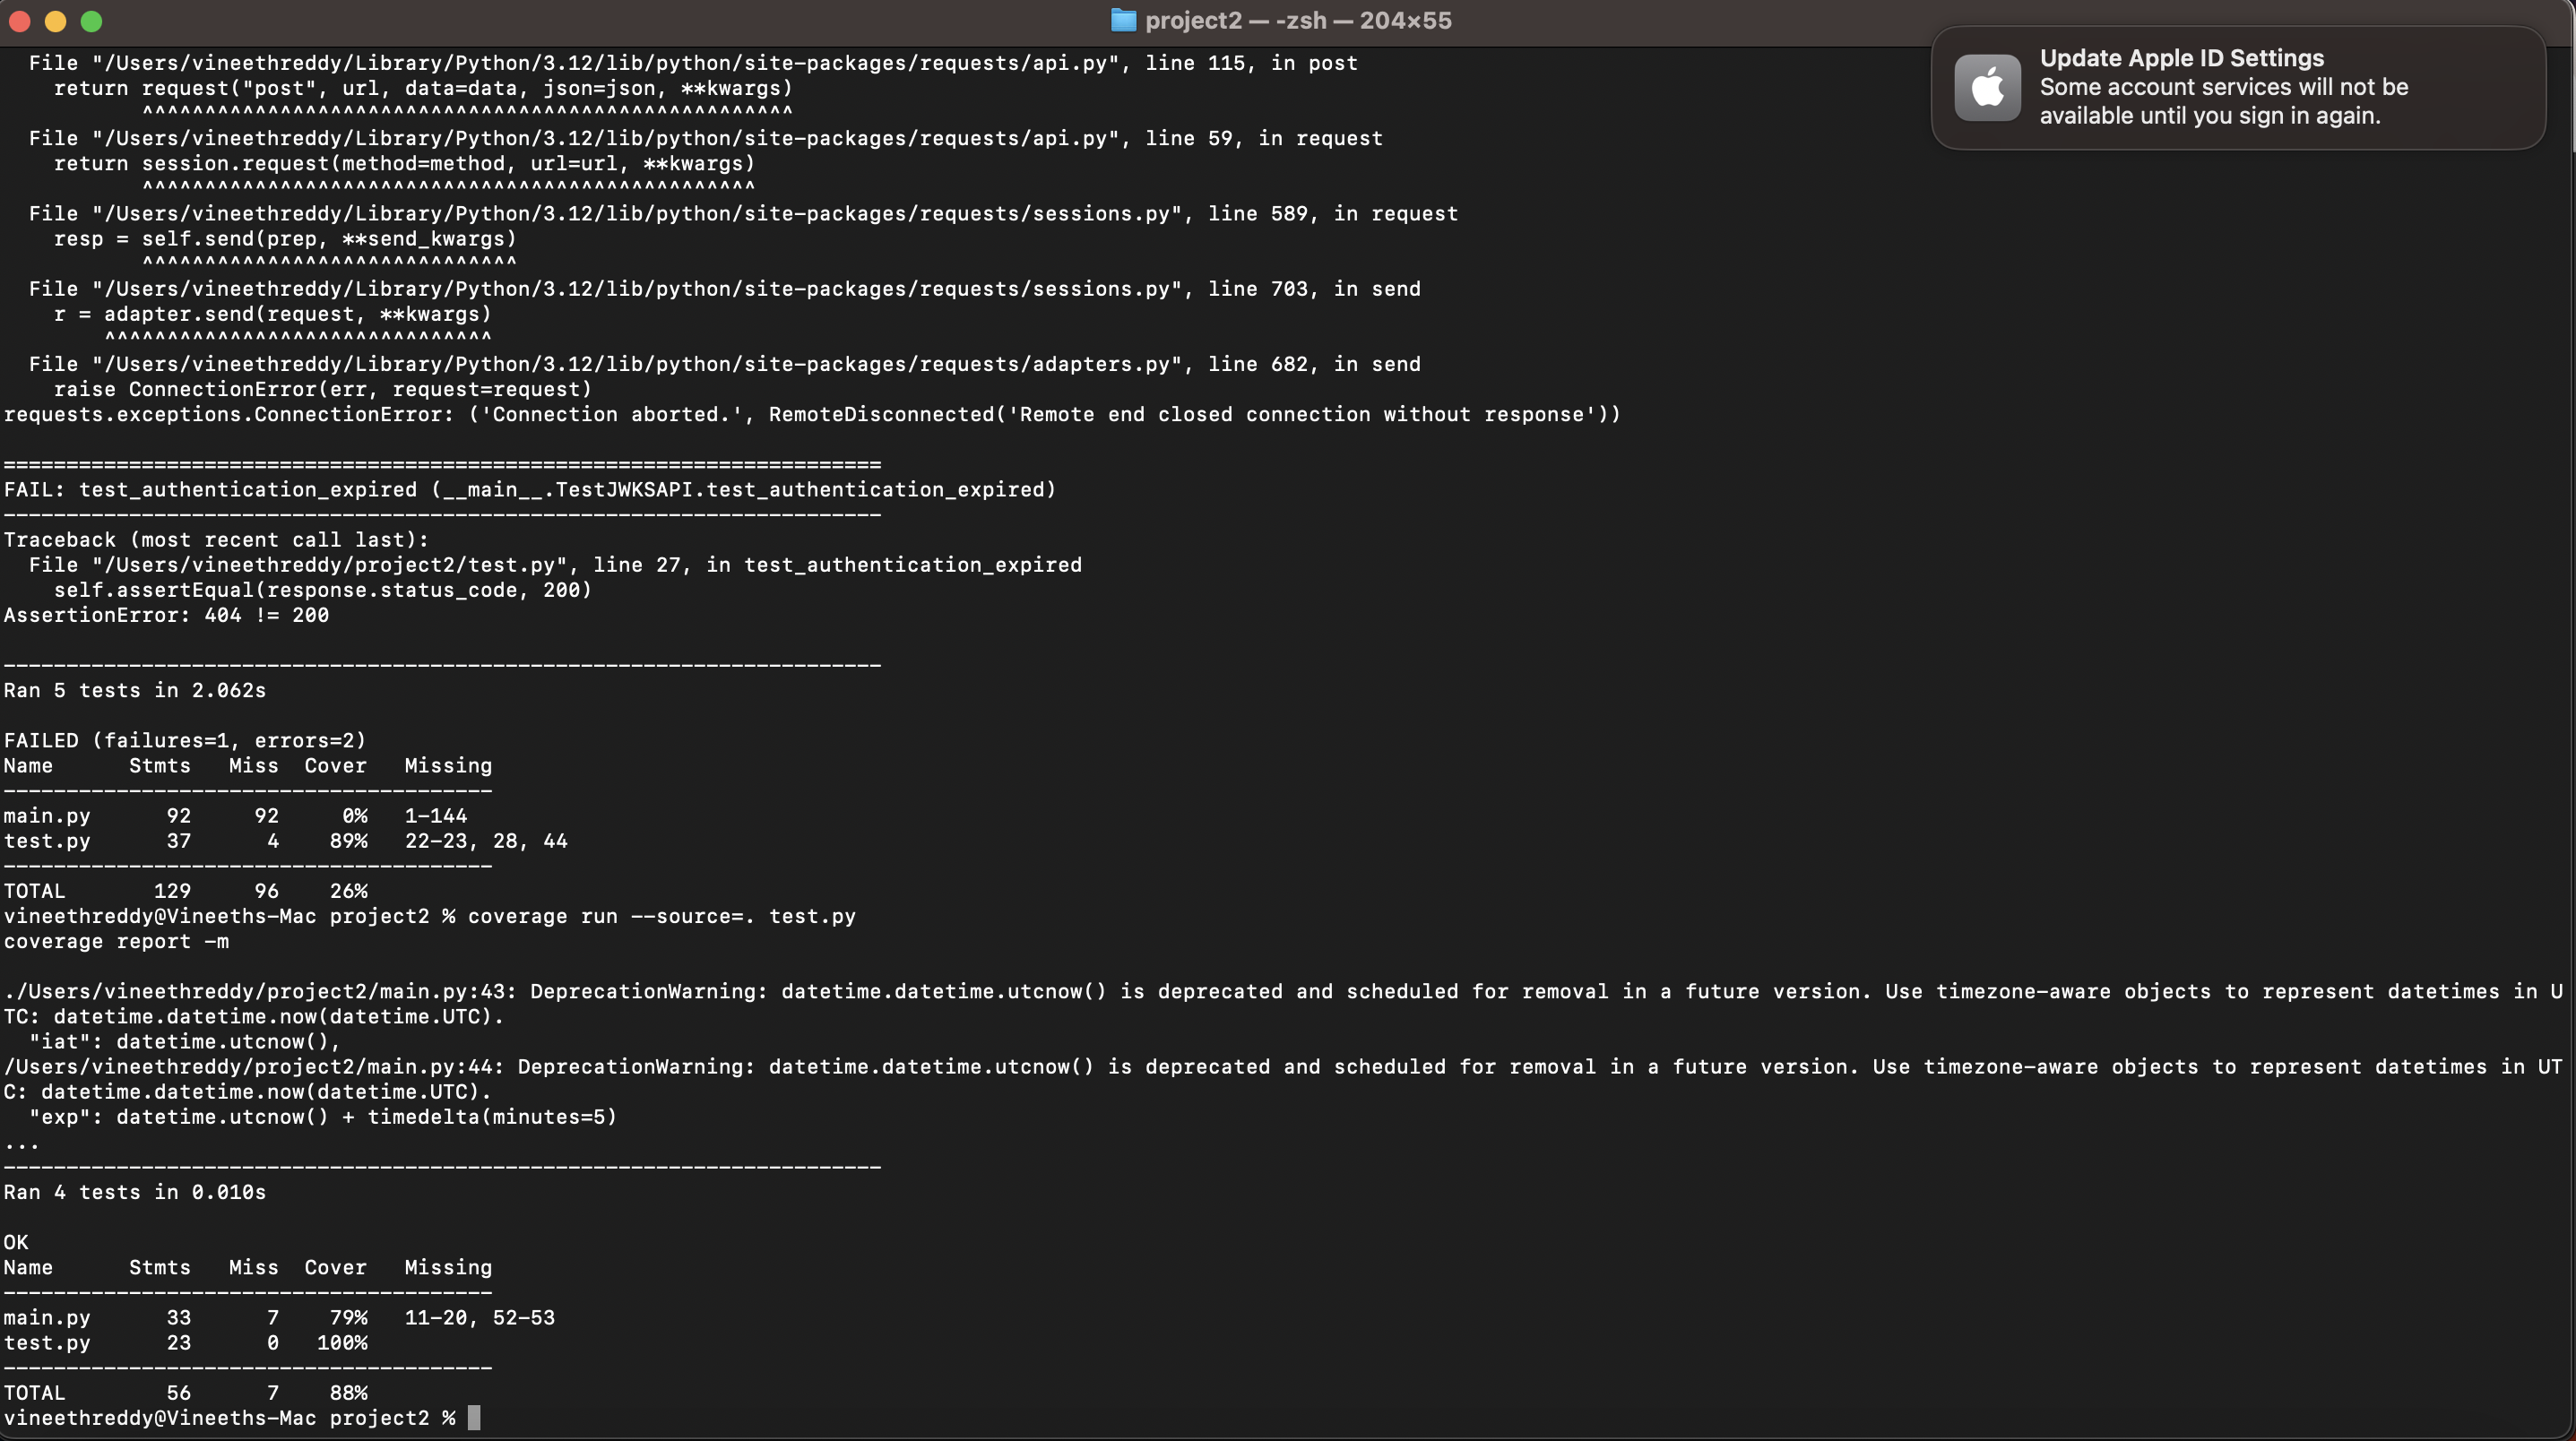 project2 — -zsh — 204×55
Update Apple ID Settings
Some account services will not be
available until you sign in again.
  File "/Users/vineethreddy/Library/Python/3.12/lib/python/site-packages/requests/api.py", line 115, in post
    return request("post", url, data=data, json=json, **kwargs)
           ^^^^^^^^^^^^^^^^^^^^^^^^^^^^^^^^^^^^^^^^^^^^^^^^^^^^
  File "/Users/vineethreddy/Library/Python/3.12/lib/python/site-packages/requests/api.py", line 59, in request
    return session.request(method=method, url=url, **kwargs)
           ^^^^^^^^^^^^^^^^^^^^^^^^^^^^^^^^^^^^^^^^^^^^^^^^^
  File "/Users/vineethreddy/Library/Python/3.12/lib/python/site-packages/requests/sessions.py", line 589, in request
    resp = self.send(prep, **send_kwargs)
           ^^^^^^^^^^^^^^^^^^^^^^^^^^^^^^
  File "/Users/vineethreddy/Library/Python/3.12/lib/python/site-packages/requests/sessions.py", line 703, in send
    r = adapter.send(request, **kwargs)
        ^^^^^^^^^^^^^^^^^^^^^^^^^^^^^^^
  File "/Users/vineethreddy/Library/Python/3.12/lib/python/site-packages/requests/adapters.py", line 682, in send
    raise ConnectionError(err, request=request)
requests.exceptions.ConnectionError: ('Connection aborted.', RemoteDisconnected('Remote end closed connection without response'))
======================================================================
FAIL: test_authentication_expired (__main__.TestJWKSAPI.test_authentication_expired)
----------------------------------------------------------------------
Traceback (most recent call last):
  File "/Users/vineethreddy/project2/test.py", line 27, in test_authentication_expired
    self.assertEqual(response.status_code, 200)
AssertionError: 404 != 200
----------------------------------------------------------------------
Ran 5 tests in 2.062s
FAILED (failures=1, errors=2)
Name      Stmts   Miss  Cover   Missing
---------------------------------------
main.py      92     92     0%   1-144
test.py      37      4    89%   22-23, 28, 44
---------------------------------------
TOTAL       129     96    26%
vineethreddy@Vineeths-Mac project2 % coverage run --source=. test.py
coverage report -m
./Users/vineethreddy/project2/main.py:43: DeprecationWarning: datetime.datetime.utcnow() is deprecated and scheduled for removal in a future version. Use timezone-aware objects to represent datetimes in U
TC: datetime.datetime.now(datetime.UTC).
  "iat": datetime.utcnow(),
/Users/vineethreddy/project2/main.py:44: DeprecationWarning: datetime.datetime.utcnow() is deprecated and scheduled for removal in a future version. Use timezone-aware objects to represent datetimes in UT
C: datetime.datetime.now(datetime.UTC).
  "exp": datetime.utcnow() + timedelta(minutes=5)
...
----------------------------------------------------------------------
Ran 4 tests in 0.010s
OK
Name      Stmts   Miss  Cover   Missing
---------------------------------------
main.py      33      7    79%   11-20, 52-53
test.py      23      0   100%
---------------------------------------
TOTAL        56      7    88%
vineethreddy@Vineeths-Mac project2 %